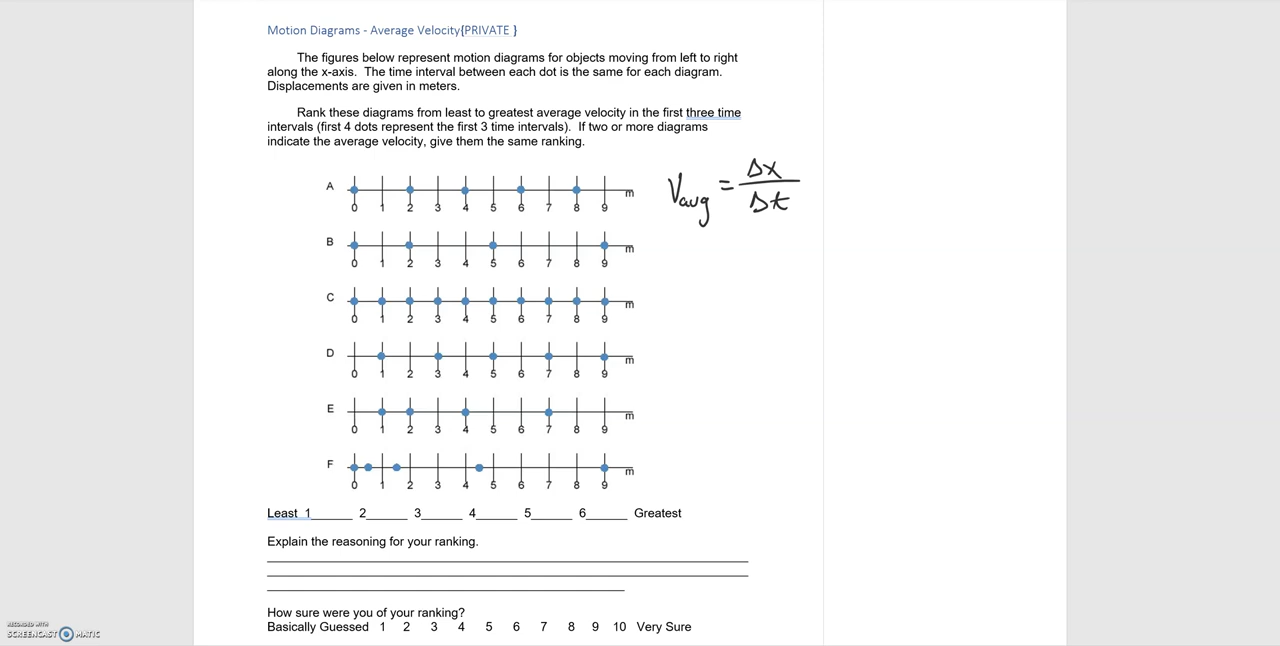 Motion Diagrams - Average Velocity{PRIVATE }
The figures below represent motion diagrams for objects moving from left to right
along the x-axis. The time interval between each dot is the same for each diagram.
Displacements are given in meters.
Rank these diagrams from least to greatest average velocity in the first three time
intervals (first 4 dots represent the first 3 time intervals). If two or more diagrams
indicate the average velocity, give them the same ranking.
Vavg = Δx
Δt
A
m
0 1 2 3 4 5 6 7 8 9
B
m
0 1 2 3 4 5 6 7 8 9
C
m
0 1 2 3 4 5 6 7 8 9
D
m
0 1 2 3 4 5 6 7 8 9
E
m
0 1 2 3 4 5 6 7 8 9
F
m
0 1 2 3 4 5 6 7 8 9
Least 1______ 2______ 3______ 4______ 5______ 6______ Greatest
Explain the reasoning for your ranking.
How sure were you of your ranking?
Basically Guessed 1 2 3 4 5 6 7 8 9 10 Very Sure
RECORDED WITH
SCREENCAST-O-MATIC